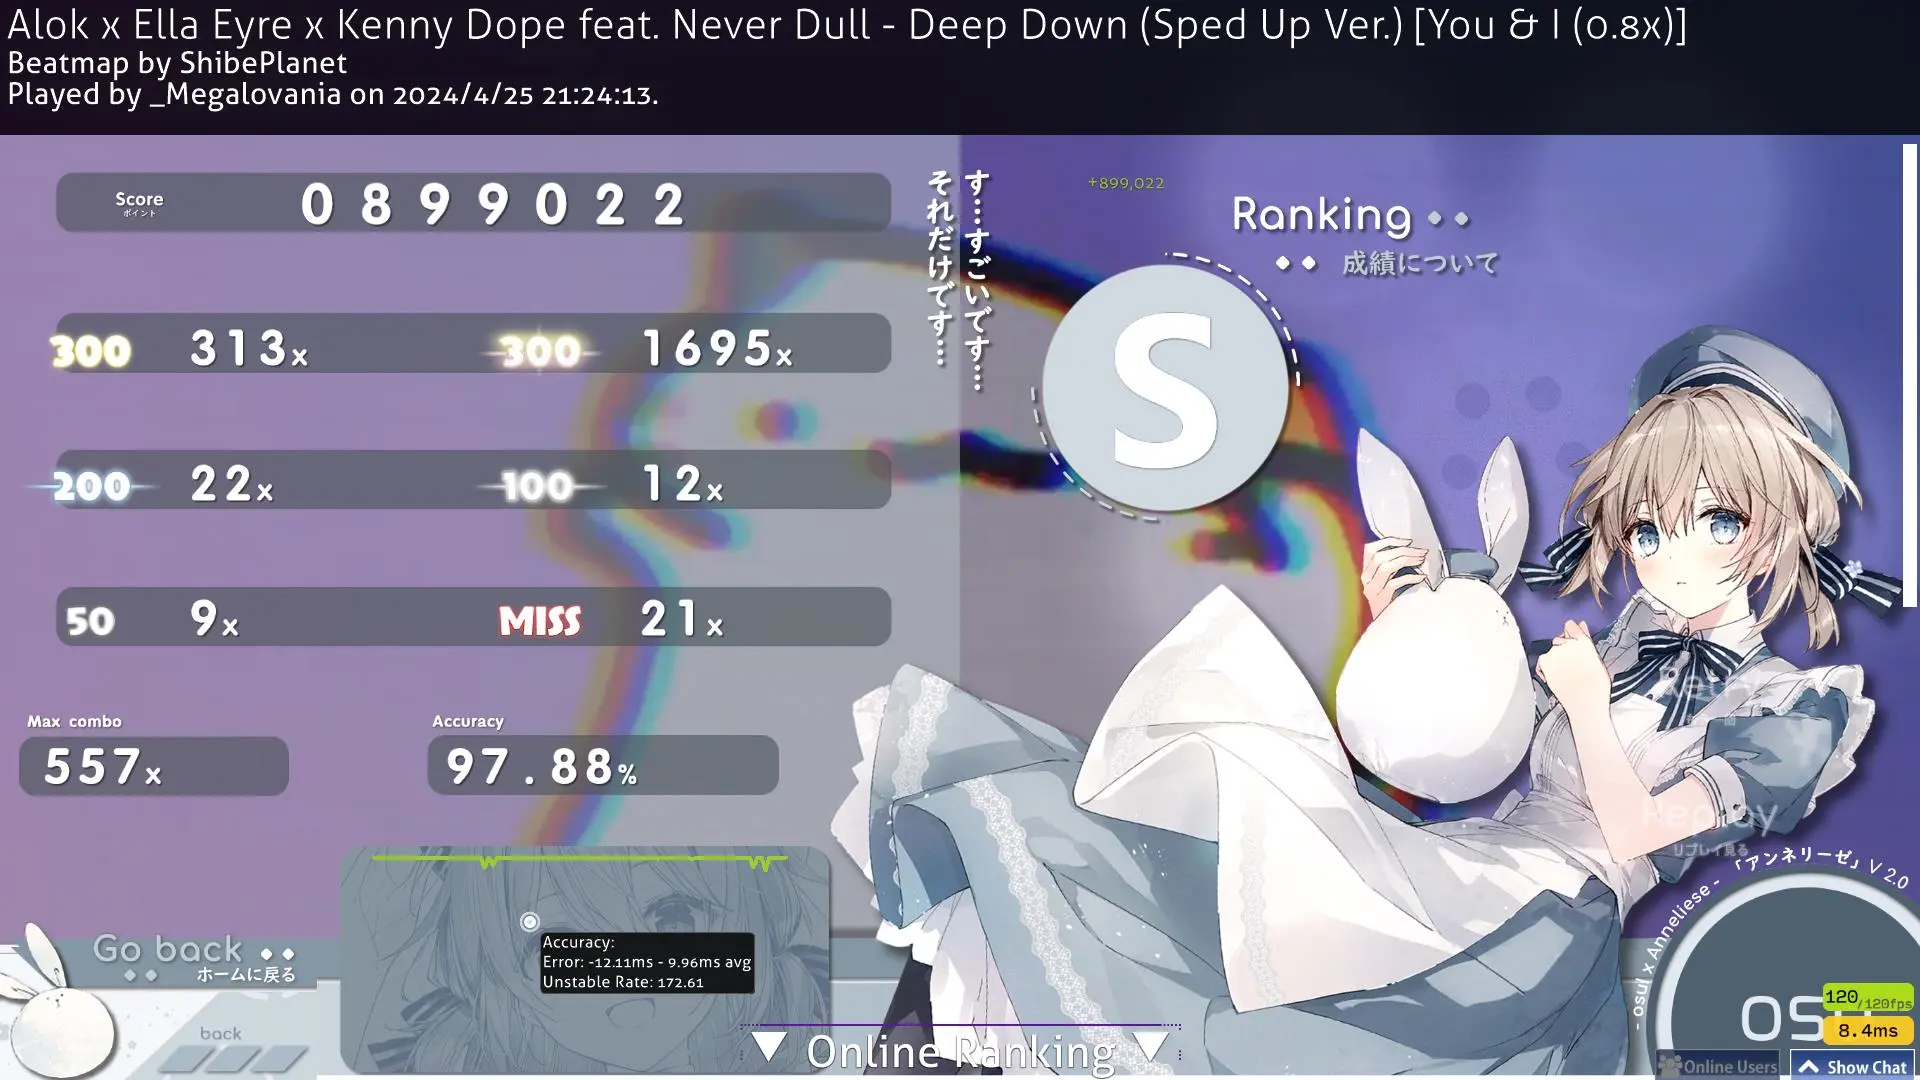 Alok x Ella Eyre x Kenny Dope feat. Never Dull - Deep Down (Sped Up Ver.) [You & I (0.8x)]
Beatmap by ShibePlanet
Played by _Megalovania on 2024/4/25 21:24:13.
Score
ポイント
0899022
+899,022
す…すごいです…
それだけです…
Ranking
成績について
S
300 313x 300 1695x
200 22x 100 12x
50 9x MISS 21x
Max combo
557x
Accuracy
97.88%
Accuracy:
Error: -12.11ms - 9.96ms avg
Unstable Rate: 172.61
Replay
リプレイ見る
- osu! x Anneliese - 「アンネリーゼ」 V 2.0
Go back
ホームに戻る
back
Online Ranking
120/120fps
8.4ms
Online Users
Show Chat